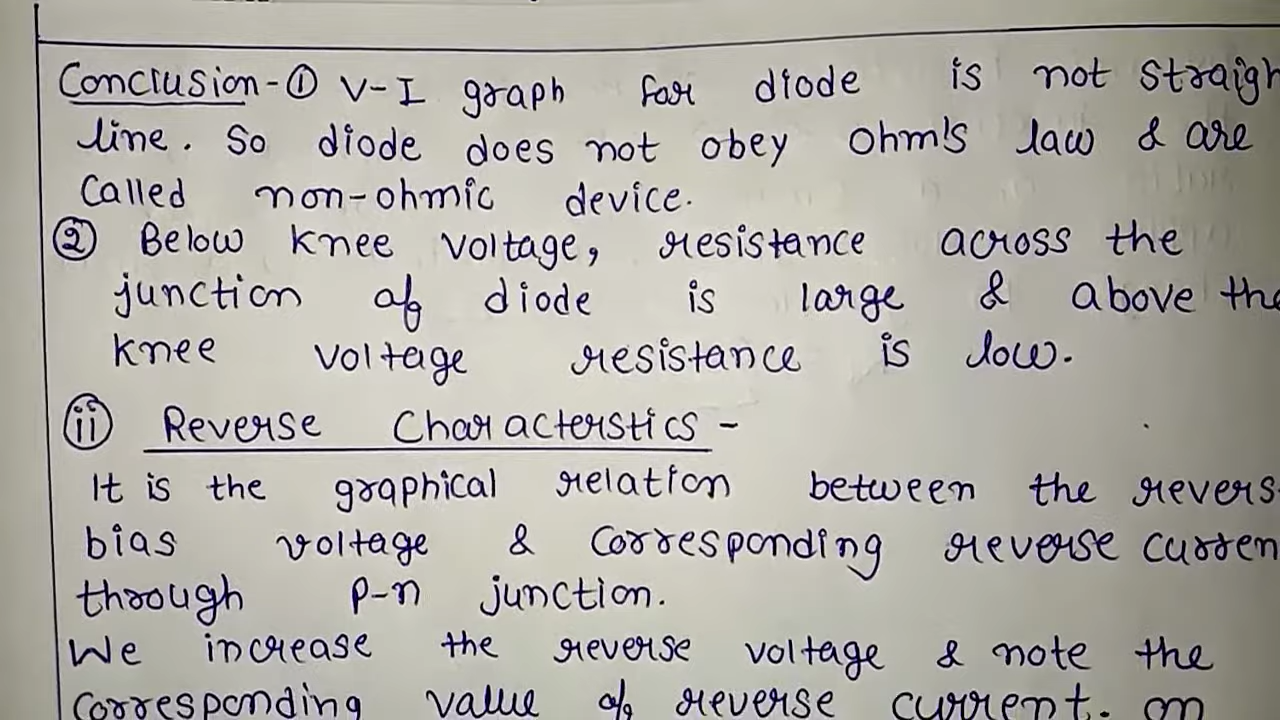 Conclusion - ① V-I graph for diode is not straigh
line. So diode does not obey Ohm's law & are
Called non-ohmic device.
② Below knee voltage, resistance across the
junction of diode is large & above the
knee voltage resistance is low.
ⅱ Reverse Characterstics -
It is the graphical relation between the revers
bias voltage & corresponding reverse curren
through p-n junction.
We increase the reverse voltage & note the
corresponding value of reverse current. on